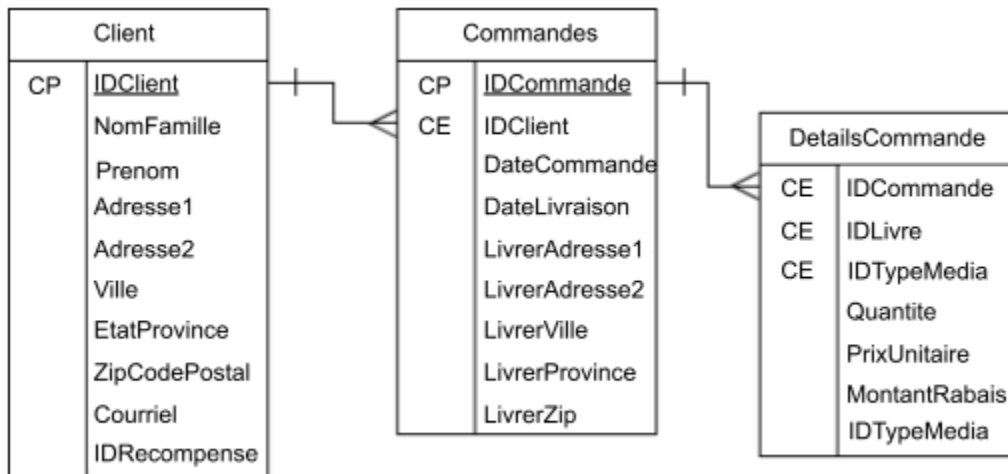 Client
CP IDClient
NomFamille
Prenom
Adresse1
Adresse2
Ville
EtatProvince
ZipCodePostal
Courriel
IDRecompense
Commandes
CP IDCommande
CE IDClient
DateCommande
DateLivraison
LivrerAdresse1
LivrerAdresse2
LivrerVille
LivrerProvince
LivrerZip
DetailsCommande
CE IDCommande
CE IDLivre
CE IDTypeMedia
Quantite
PrixUnitaire
MontantRabais
IDTypeMedia